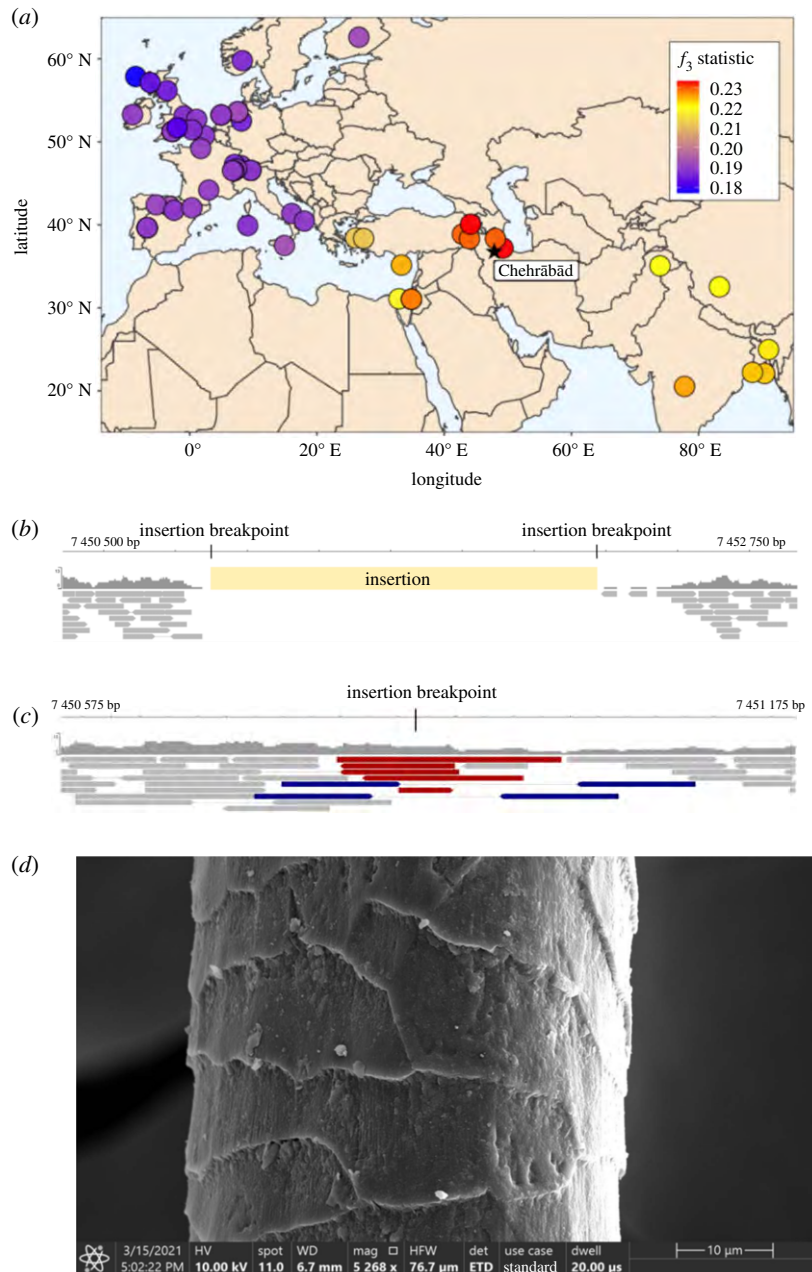 (a)
60° N
50° N
40° N
30° N
20° N
latitude
0°
20° E
40° E
60° E
80° E
longitude
f3 statistic
0.23
0.22
0.21
0.20
0.19
0.18
Chehrābād
(b)
insertion breakpoint
insertion breakpoint
7 450 500 bp
7 452 750 bp
insertion
(c)
insertion breakpoint
7 450 575 bp
7 451 175 bp
(d)
3/15/2021 HV spot WD mag HFW det use case dwell
5:02:22 PM 10.00 kV 11.0 6.7 mm 5 268 x 76.7 µm ETD standard 20.00 µs
10 µm